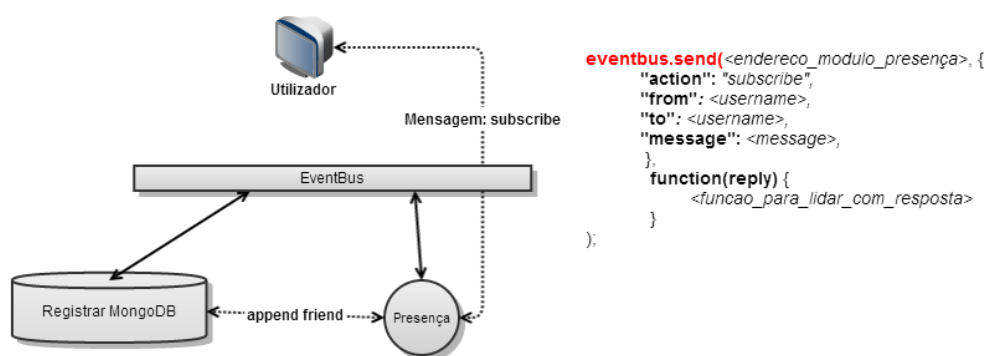 Utilizador
Mensagem: subscribe
EventBus
Registrar MongoDB
append friend
Presença
eventbus.send(<endereco_modulo_presença>, {
"action": "subscribe",
"from": <username>,
"to": <username>,
"message": <message>,
},
function(reply) {
<funcao_para_lidar_com_resposta>
}
);